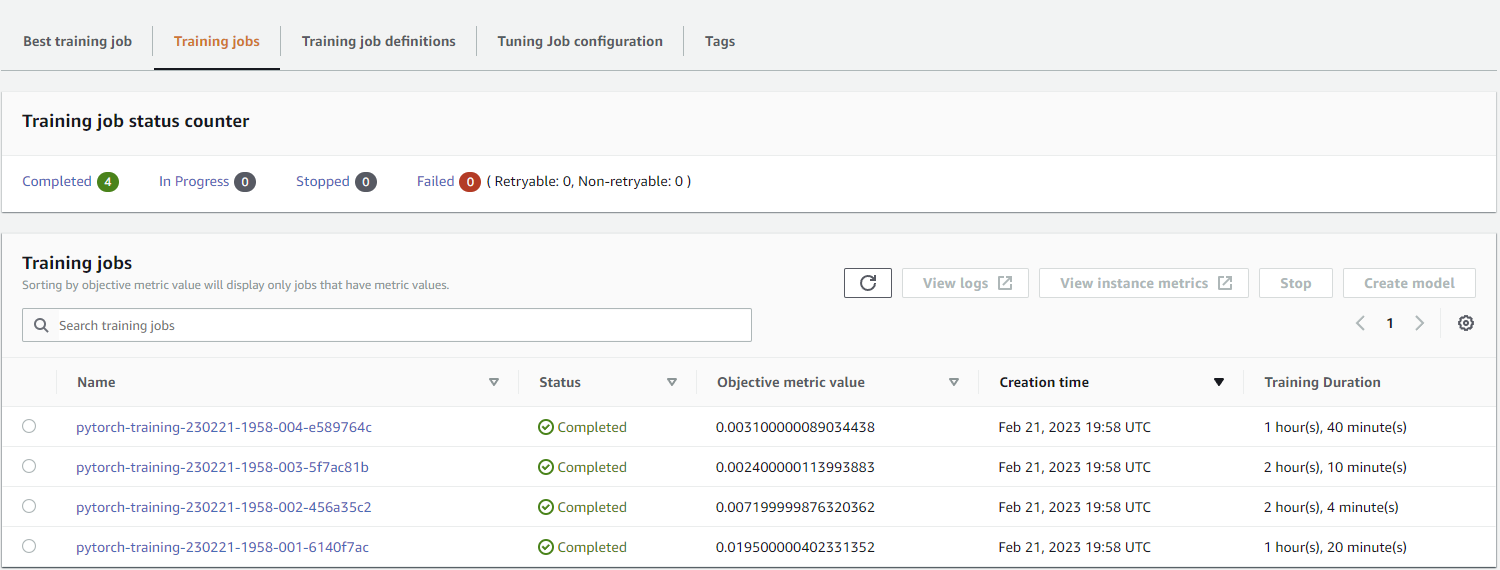 Best training job Training jobs Training job definitions Tuning Job configuration Tags
Training job status counter
Completed 4 In Progress 0 Stopped 0 Failed 0 ( Retryable: 0, Non-retryable: 0 )
Training jobs
Sorting by objective metric value will display only jobs that have metric values.
View logs View instance metrics Stop Create model
Search training jobs
1
Name Status Objective metric value Creation time Training Duration
pytorch-training-230221-1958-004-e589764c Completed 0.003100000089034438 Feb 21, 2023 19:58 UTC 1 hour(s), 40 minute(s)
pytorch-training-230221-1958-003-5f7ac81b Completed 0.002400000113993883 Feb 21, 2023 19:58 UTC 2 hour(s), 10 minute(s)
pytorch-training-230221-1958-002-456a35c2 Completed 0.007199999876320362 Feb 21, 2023 19:58 UTC 2 hour(s), 4 minute(s)
pytorch-training-230221-1958-001-6140f7ac Completed 0.019500000402331352 Feb 21, 2023 19:58 UTC 1 hour(s), 20 minute(s)